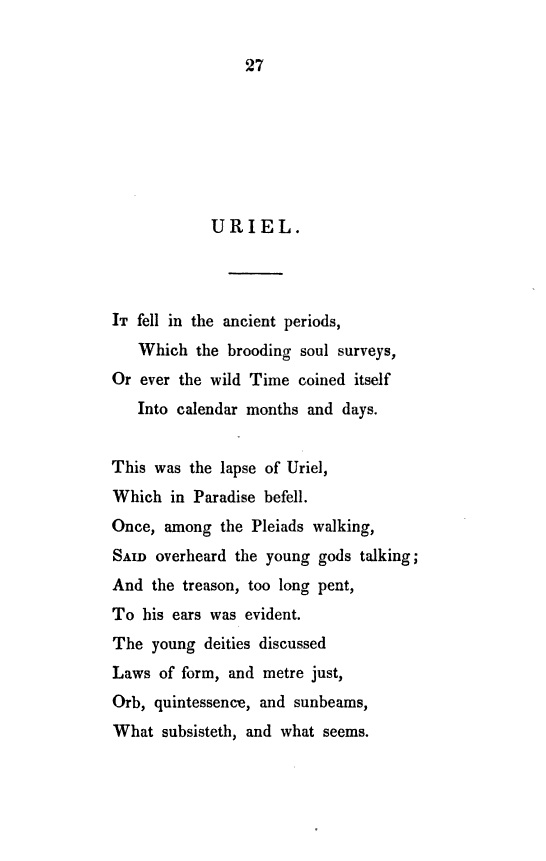 27
URIEL.
It fell in the ancient periods,
Which the brooding soul surveys,
Or ever the wild Time coined itself
Into calendar months and days.
This was the lapse of Uriel,
Which in Paradise befell.
Once, among the Pleiads walking,
Said overheard the young gods talking;
And the treason, too long pent,
To his ears was evident.
The young deities discussed
Laws of form, and metre just,
Orb, quintessence, and sunbeams,
What subsisteth, and what seems.